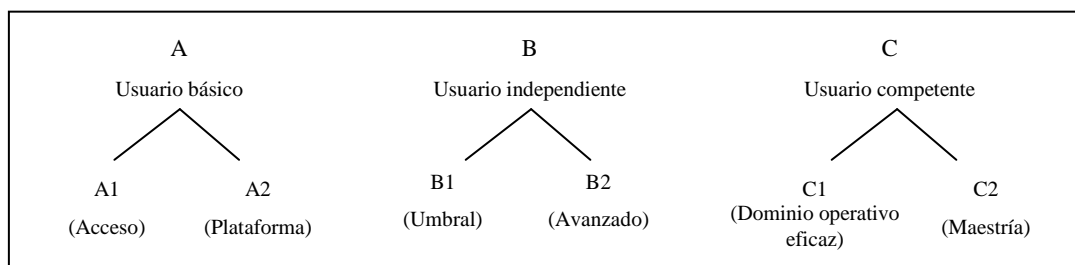 A
B
C
Usuario básico
Usuario independiente
Usuario competente
A1
A2
B1
B2
C1
C2
(Acceso)
(Plataforma)
(Umbral)
(Avanzado)
(Dominio operativo
eficaz)
(Maestría)